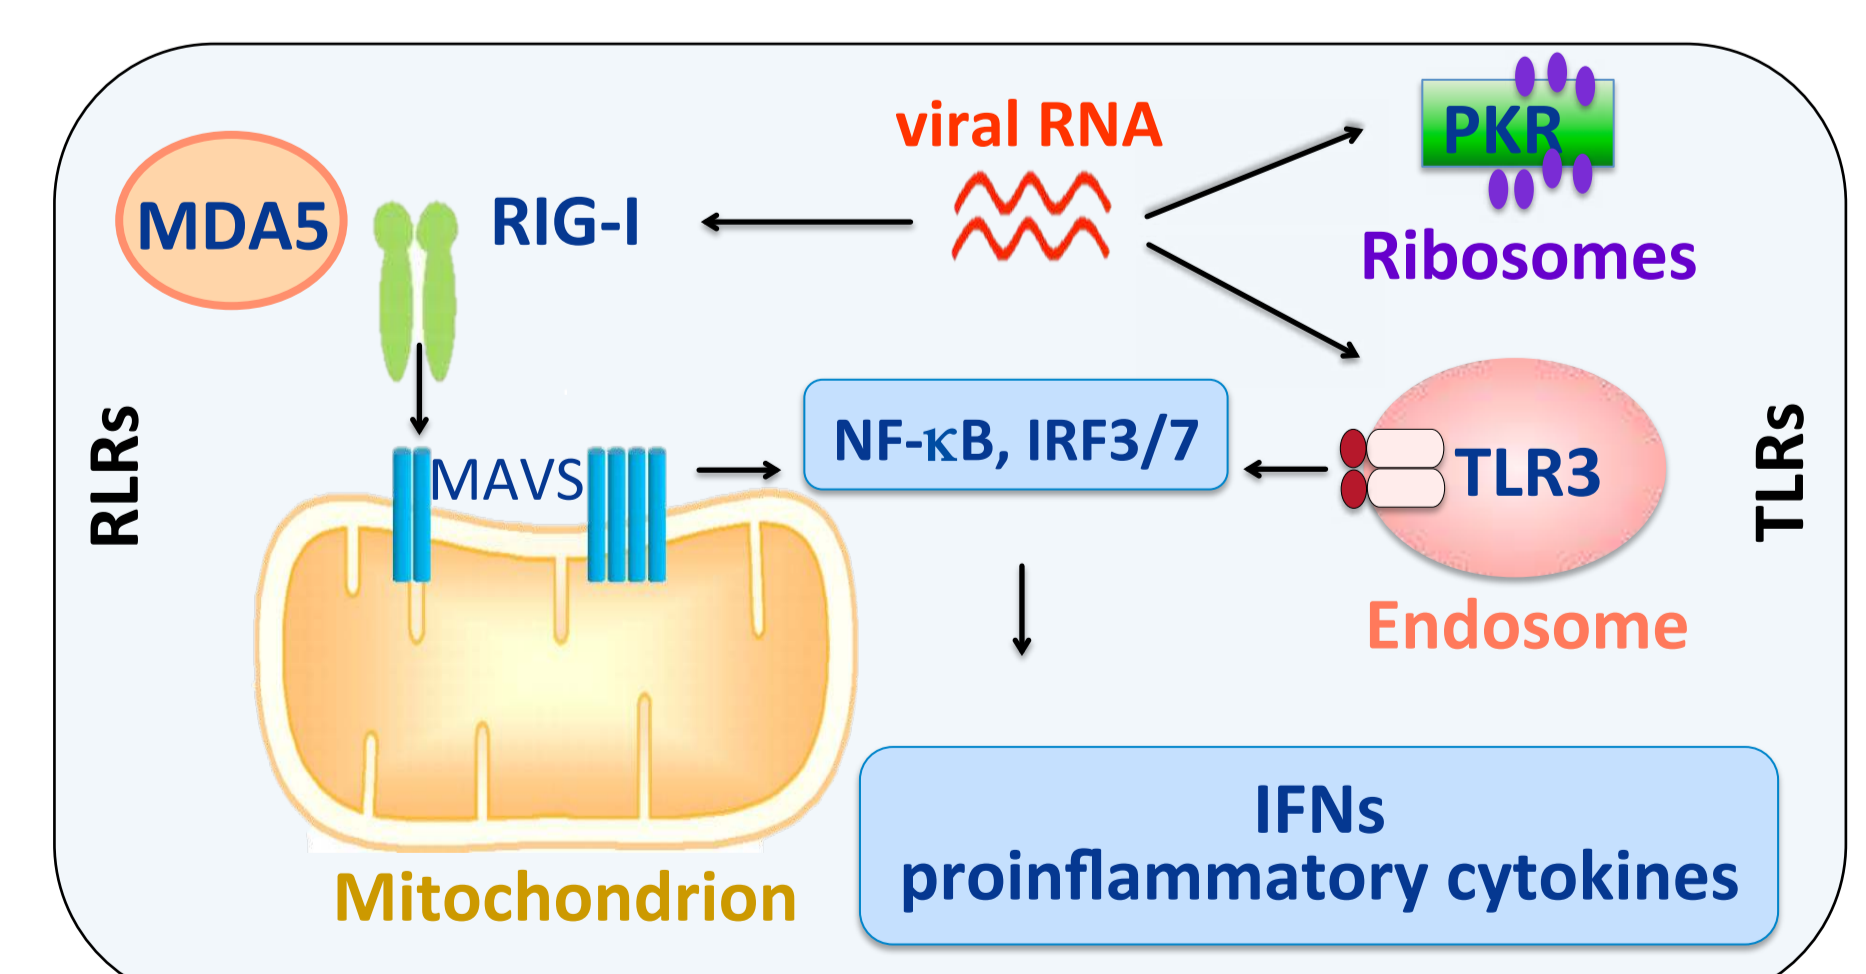 viral RNA
PKR
Ribosomes
MDA5
RIG-I
RLRs
MAVS
NF-κB, IRF3/7
TLR3
TLRs
Endosome
Mitochondrion
IFNs
proinflammatory cytokines